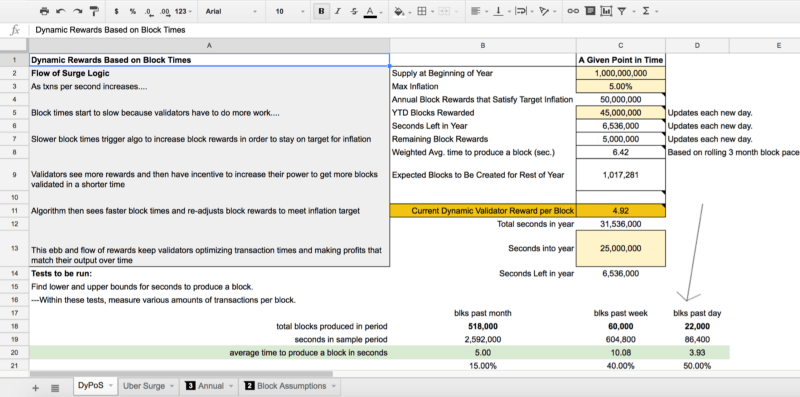 $ % .0 .00 123 Arial 10 B I S A
fx Dynamic Rewards Based on Block Times
A B C D E
1 Dynamic Rewards Based on Block Times A Given Point in Time
2 Flow of Surge Logic Supply at Beginning of Year 1,000,000,000
3 As txns per second increases.... Max Inflation 5.00%
4 Annual Block Rewards that Satisfy Target Inflation 50,000,000
5 Block times start to slow because validators have to do more work.... YTD Blocks Rewarded 45,000,000 Updates each new day.
6 Seconds Left in Year 6,536,000 Updates each new day.
7 Slower block times trigger algo to increase block rewards in order to stay on target for inflation Remaining Block Rewards 5,000,000 Updates each new day.
8 Weighted Avg. time to produce a block (sec.) 6.42 Based on rolling 3 month block pace
9 Validators see more rewards and then have incentive to increase their power to get more blocks Expected Blocks to Be Created for Rest of Year 1,017,281
validated in a shorter time
10
11 Algorithm then sees faster block times and re-adjusts block rewards to meet inflation target Current Dynamic Validator Reward per Block 4.92
12 Total seconds in year 31,536,000
13 This ebb and flow of rewards keep validators optimizing transaction times and making profits that Seconds into year 25,000,000
match their output over time
14 Tests to be run: Seconds Left in year 6,536,000
15 Find lower and upper bounds for seconds to produce a block.
16 ---Within these tests, measure various amounts of transactions per block.
17 blks past month blks past week blks past day
18 total blocks produced in period 518,000 60,000 22,000
19 seconds in sample period 2,592,000 604,800 86,400
20 average time to produce a block in seconds 5.00 10.08 3.93
21 15.00% 40.00% 50.00%
+ DyPoS Uber Surge 3 Annual 2 Block Assumptions